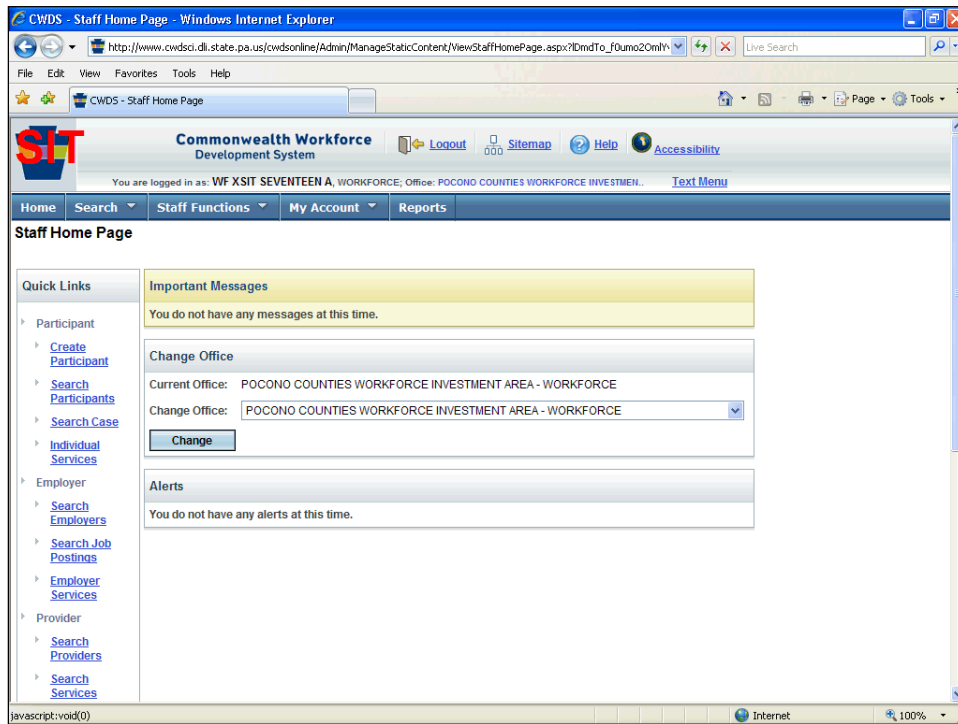 CWDS - Staff Home Page - Windows Internet Explorer
http://www.cwdsci.dli.state.pa.us/cwdsonline/Admin/ManageStaticContent/ViewStaffHomePage.aspx?
Live Search
File Edit View Favorites Tools Help
CWDS - Staff Home Page
Page Tools
SIT
Commonwealth Workforce
Development System
Logout Sitemap Help Accessibility
You are logged in as: WF XSIT SEVENTEEN A, WORKFORCE; Office: POCONO COUNTIES WORKFORCE INVESTMEN..
Text Menu
Home Search Staff Functions My Account Reports
Staff Home Page
Quick Links
Participant
Create
Participant
Search
Participants
Search Case
Individual
Services
Employer
Search
Employers
Search Job
Postings
Employer
Services
Provider
Search
Providers
Search
Services
Important Messages
You do not have any messages at this time.
Change Office
Current Office: POCONO COUNTIES WORKFORCE INVESTMENT AREA - WORKFORCE
Change Office: POCONO COUNTIES WORKFORCE INVESTMENT AREA - WORKFORCE
Change
Alerts
You do not have any alerts at this time.
javascript:void(0)
Internet
100%